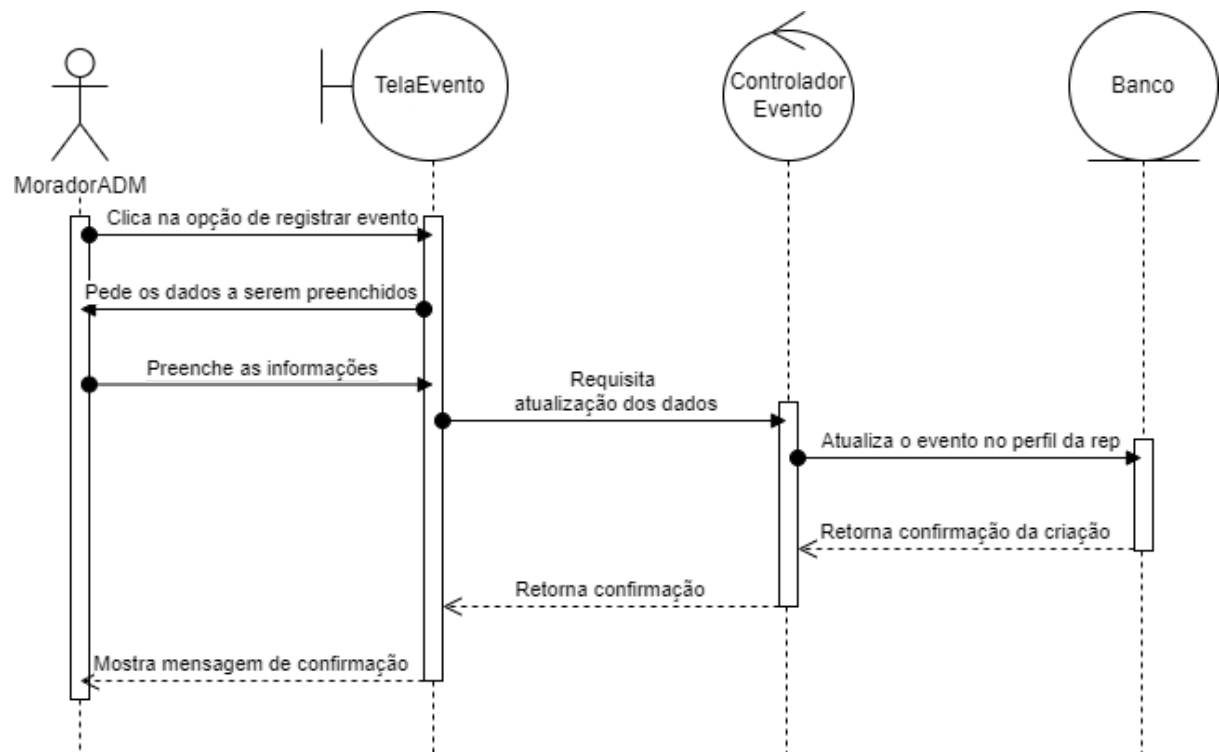 TelaEvento
Controlador
Evento
Banco
MoradorADM
Clica na opção de registrar evento
Pede os dados a serem preenchidos
Preenche as informações
Requisita
atualização dos dados
Atualiza o evento no perfil da rep
Retorna confirmação da criação
Retorna confirmação
Mostra mensagem de confirmação